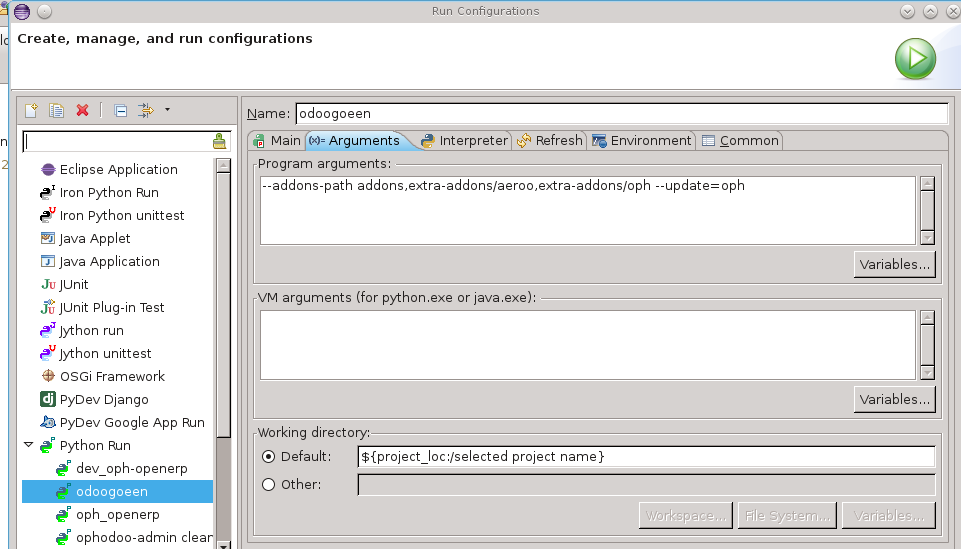 Run Configurations
Create, manage, and run configurations
Name: odoogoeen
Main (x)= Arguments Interpreter Refresh Environment Common
Program arguments:
--addons-path addons,extra-addons/aeroo,extra-addons/oph --update=oph
Variables...
VM arguments (for python.exe or java.exe):
Variables...
Working directory:
Default: ${project_loc:/selected project name}
Other:
Workspace... File System... Variables...
Eclipse Application
Iron Python Run
Iron Python unittest
Java Applet
Java Application
JUnit
JUnit Plug-in Test
Jython run
Jython unittest
OSGi Framework
PyDev Django
PyDev Google App Run
Python Run
dev_oph-openerp
odoogoeen
oph_openerp
ophodoo-admin clean